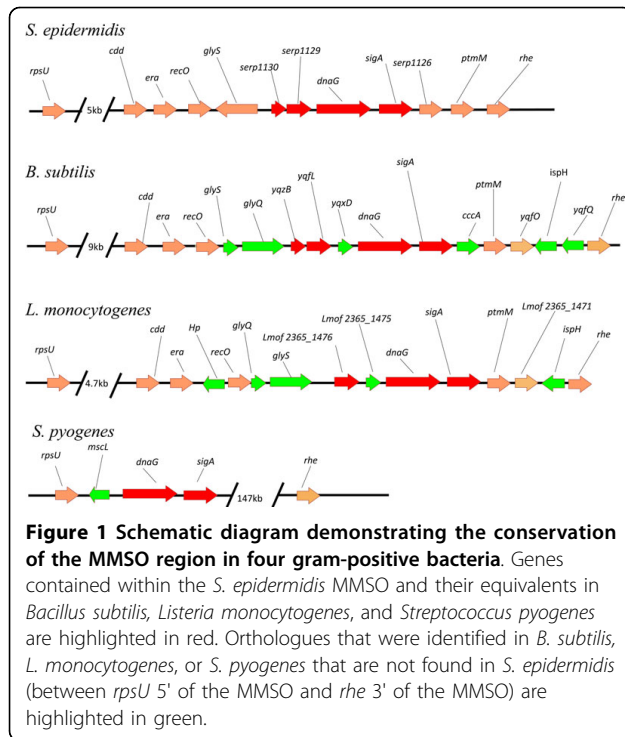 S. epidermidis
glyS serp1129
cdd sigA serp1126
rpsU era recO serp1130 dnaG ptmM rhe
5kb
B. subtilis
sigA ispH
glyS yqzB yqfL ptmM
rpsU cdd era recO glyQ yqxD dnaG cccA yqfO yqfQ rhe
9kb
L. monocytogenes
Lmof 2365_1475 sigA Lmof 2365_1471
cdd Hp glyQ Lmof 2365_1476 ptmM ispH
rpsU era recO glyS dnaG rhe
4.7kb
S. pyogenes
rpsU mscL dnaG sigA rhe
147kb
Figure 1 Schematic diagram demonstrating the conservation
of the MMSO region in four gram-positive bacteria. Genes
contained within the S. epidermidis MMSO and their equivalents in
Bacillus subtilis, Listeria monocytogenes, and Streptococcus pyogenes
are highlighted in red. Orthologues that were identified in B. subtilis,
L. monocytogenes, or S. pyogenes that are not found in S. epidermidis
(between rpsU 5' of the MMSO and rhe 3' of the MMSO) are
highlighted in green.